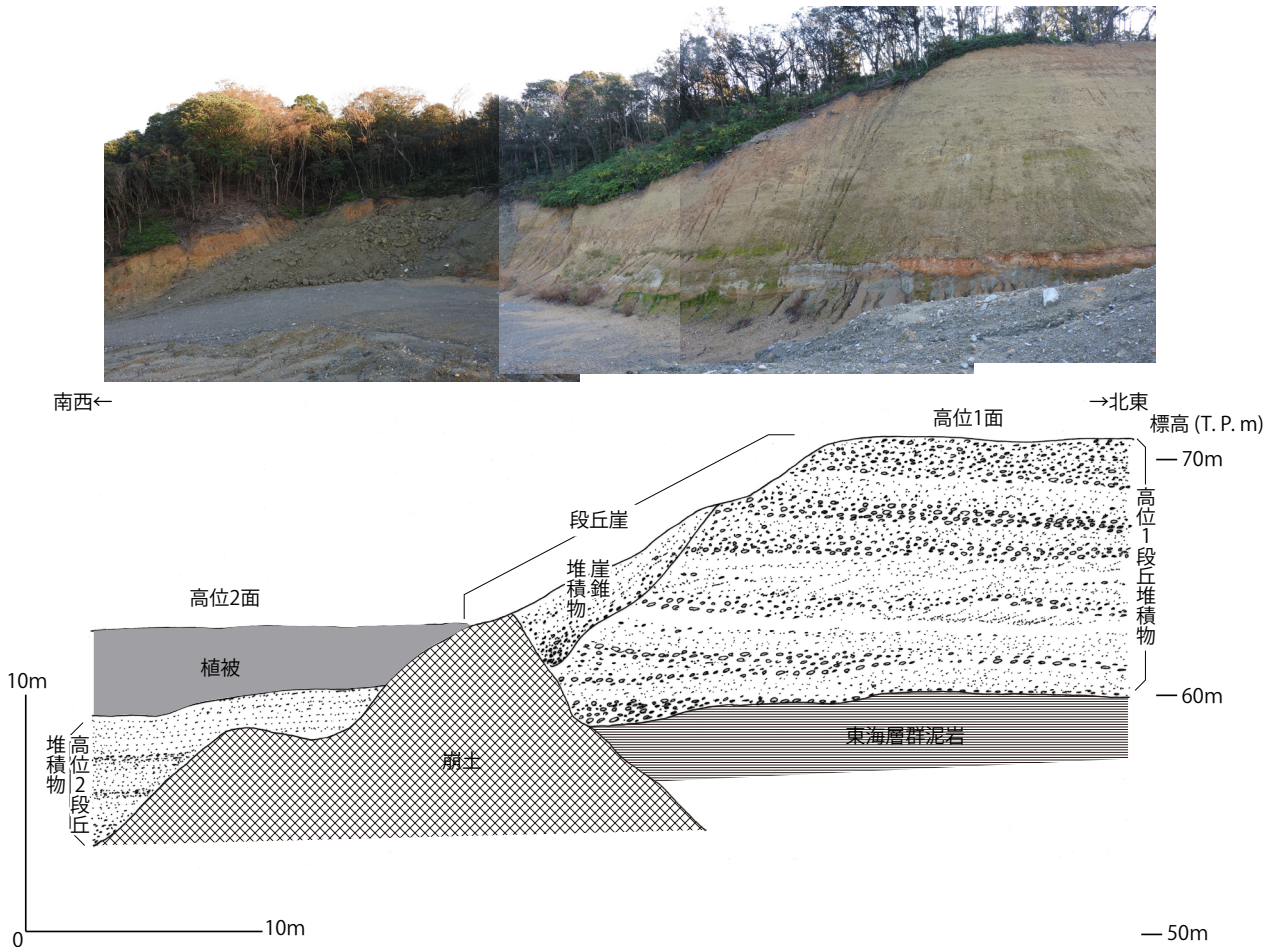 南西←
→北東
標高 (T. P. m)
高位1面
70m
段丘崖
崖錐
堆積物
高位1段丘堆積物
高位2面
植被
10m
60m
東海層群泥岩
高位2段丘
堆積物
崩土
10m
0
50m